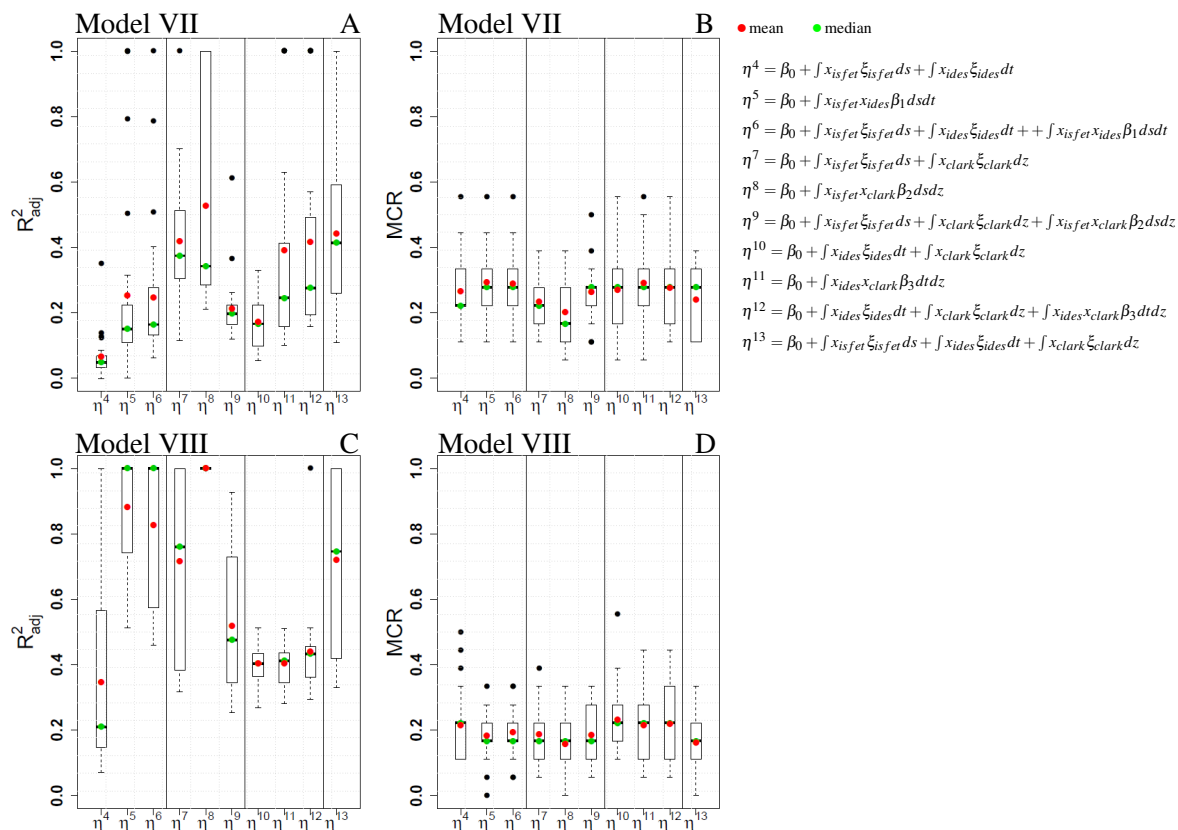 Model VII A
1.0
0.8
0.6
0.4
0.2
0.0
R²adj
η⁴ η⁵ η⁶ η⁷ η⁸ η⁹ η¹⁰ η¹¹ η¹² η¹³
Model VII B
1.0
0.8
0.6
0.4
0.2
0.0
MCR
η⁴ η⁵ η⁶ η⁷ η⁸ η⁹ η¹⁰ η¹¹ η¹² η¹³
mean median
η⁴ = β₀ + ∫ x_isfet ξ_isfet ds + ∫ x_ides ξ_ides dt
η⁵ = β₀ + ∫ x_isfet x_ides β₁ dsdt
η⁶ = β₀ + ∫ x_isfet ξ_isfet ds + ∫ x_ides ξ_ides dt + + ∫ x_isfet x_ides β₁ dsdt
η⁷ = β₀ + ∫ x_isfet ξ_isfet ds + ∫ x_clark ξ_clark dz
η⁸ = β₀ + ∫ x_isfet x_clark β₂ dsdz
η⁹ = β₀ + ∫ x_isfet ξ_isfet ds + ∫ x_clark ξ_clark dz + ∫ x_isfet x_clark β₂ dsdz
η¹⁰ = β₀ + ∫ x_ides ξ_ides dt + ∫ x_clark ξ_clark dz
η¹¹ = β₀ + ∫ x_ides x_clark β₃ dtdz
η¹² = β₀ + ∫ x_ides ξ_ides dt + ∫ x_clark ξ_clark dz + ∫ x_ides x_clark β₃ dtdz
η¹³ = β₀ + ∫ x_isfet ξ_isfet ds + ∫ x_ides ξ_ides dt + ∫ x_clark ξ_clark dz
Model VIII C
1.0
0.8
0.6
0.4
0.2
0.0
R²adj
η⁴ η⁵ η⁶ η⁷ η⁸ η⁹ η¹⁰ η¹¹ η¹² η¹³
Model VIII D
1.0
0.8
0.6
0.4
0.2
0.0
MCR
η⁴ η⁵ η⁶ η⁷ η⁸ η⁹ η¹⁰ η¹¹ η¹² η¹³